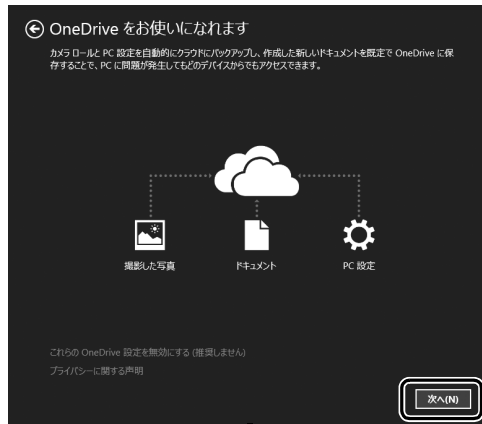 OneDrive をお使いになれます
カメラ ロールと PC 設定を自動的にクラウドにバックアップし、作成した新しいドキュメントを既定で OneDrive に保
存することで、PC に問題が発生してもどのデバイスからでもアクセスできます。
撮影した写真 ドキュメント PC 設定
これらの OneDrive 設定を無効にする (推奨しません)
プライバシーに関する声明
次へ(N)